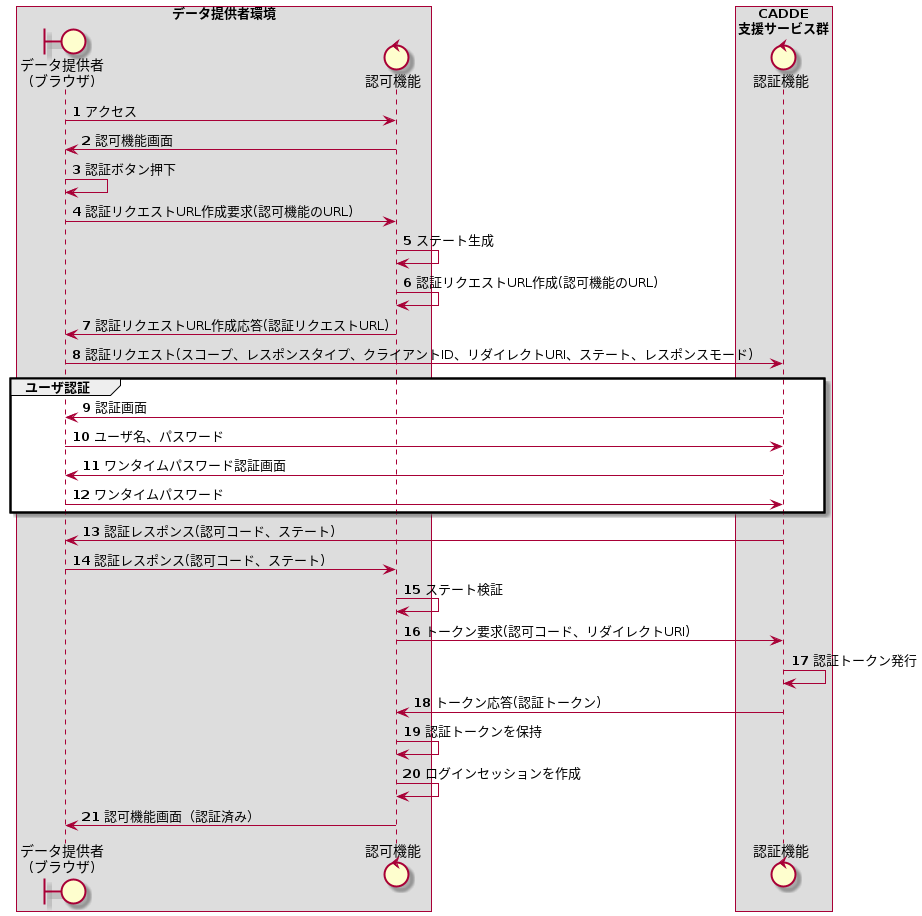 データ提供者環境
CADDE
支援サービス群
データ提供者
(ブラウザ)
認可機能
認証機能
1 アクセス
2 認可機能画面
3 認証ボタン押下
4 認証リクエストURL作成要求(認可機能のURL)
5 ステート生成
6 認証リクエストURL作成(認可機能のURL)
7 認証リクエストURL作成応答(認証リクエストURL)
8 認証リクエスト(スコープ、レスポンスタイプ、クライアントID、リダイレクトURI、ステート、レスポンスモード)
ユーザ認証
9 認証画面
10 ユーザ名、パスワード
11 ワンタイムパスワード認証画面
12 ワンタイムパスワード
13 認証レスポンス(認可コード、ステート)
14 認証レスポンス(認可コード、ステート)
15 ステート検証
16 トークン要求(認可コード、リダイレクトURI)
17 認証トークン発行
18 トークン応答(認証トークン)
19 認証トークンを保持
20 ログインセッションを作成
21 認可機能画面（認証済み）
データ提供者
(ブラウザ)
認可機能
認証機能